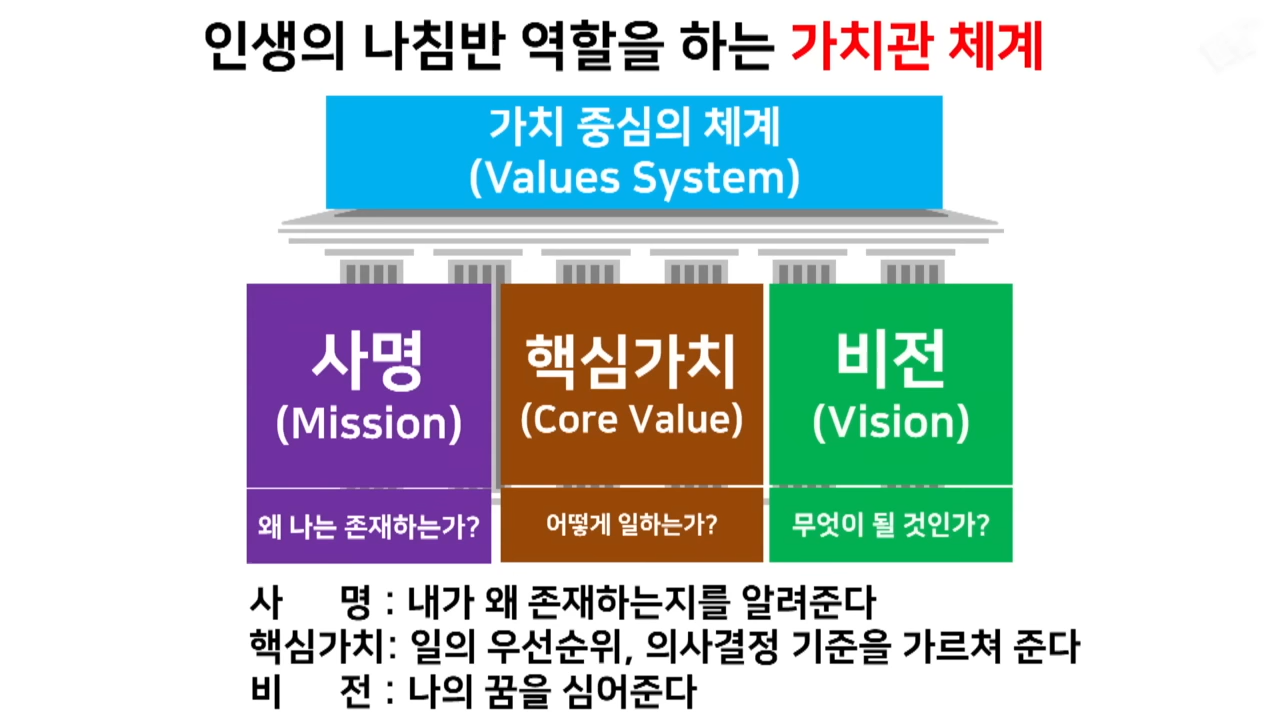 인생의 나침반 역할을 하는 가치관 체계
가치 중심의 체계
(Values System)
사명
(Mission)
왜 나는 존재하는가?
핵심가치
(Core Value)
어떻게 일하는가?
비전
(Vision)
무엇이 될 것인가?
사 명 : 내가 왜 존재하는지를 알려준다
핵심가치: 일의 우선순위, 의사결정 기준을 가르쳐 준다
비 전 : 나의 꿈을 심어준다